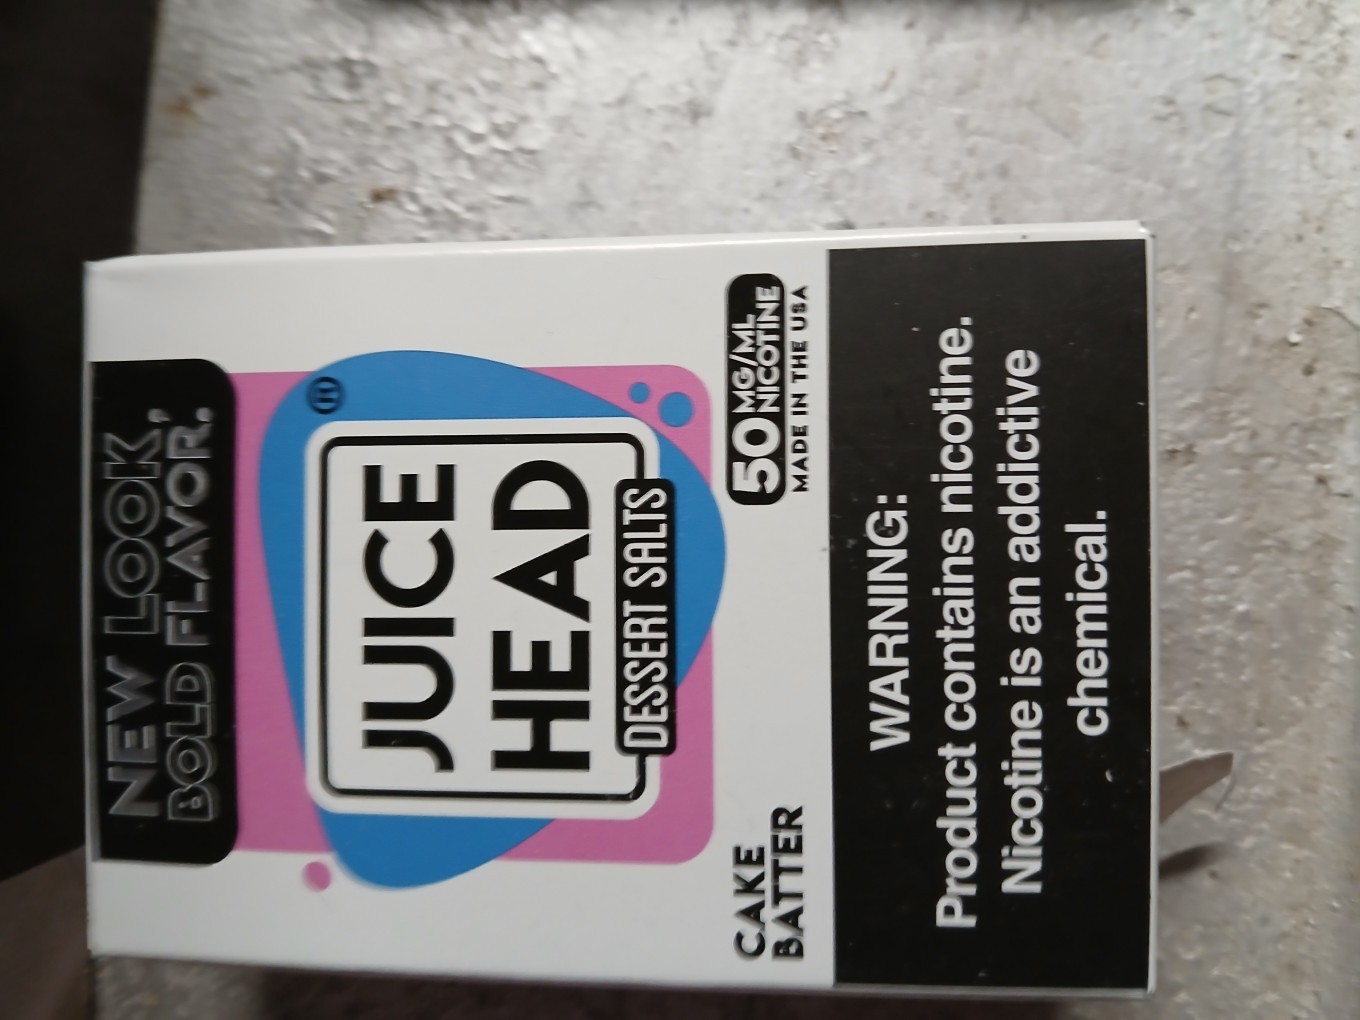 NEW LOOK,
BOLD FLAVOR.
®
JUICE
HEAD
DESSERT SALTS
CAKE
BATTER
50 MG/ML
NICOTINE
MADE IN THE USA
WARNING:
Product contains nicotine.
Nicotine is an addictive
chemical.